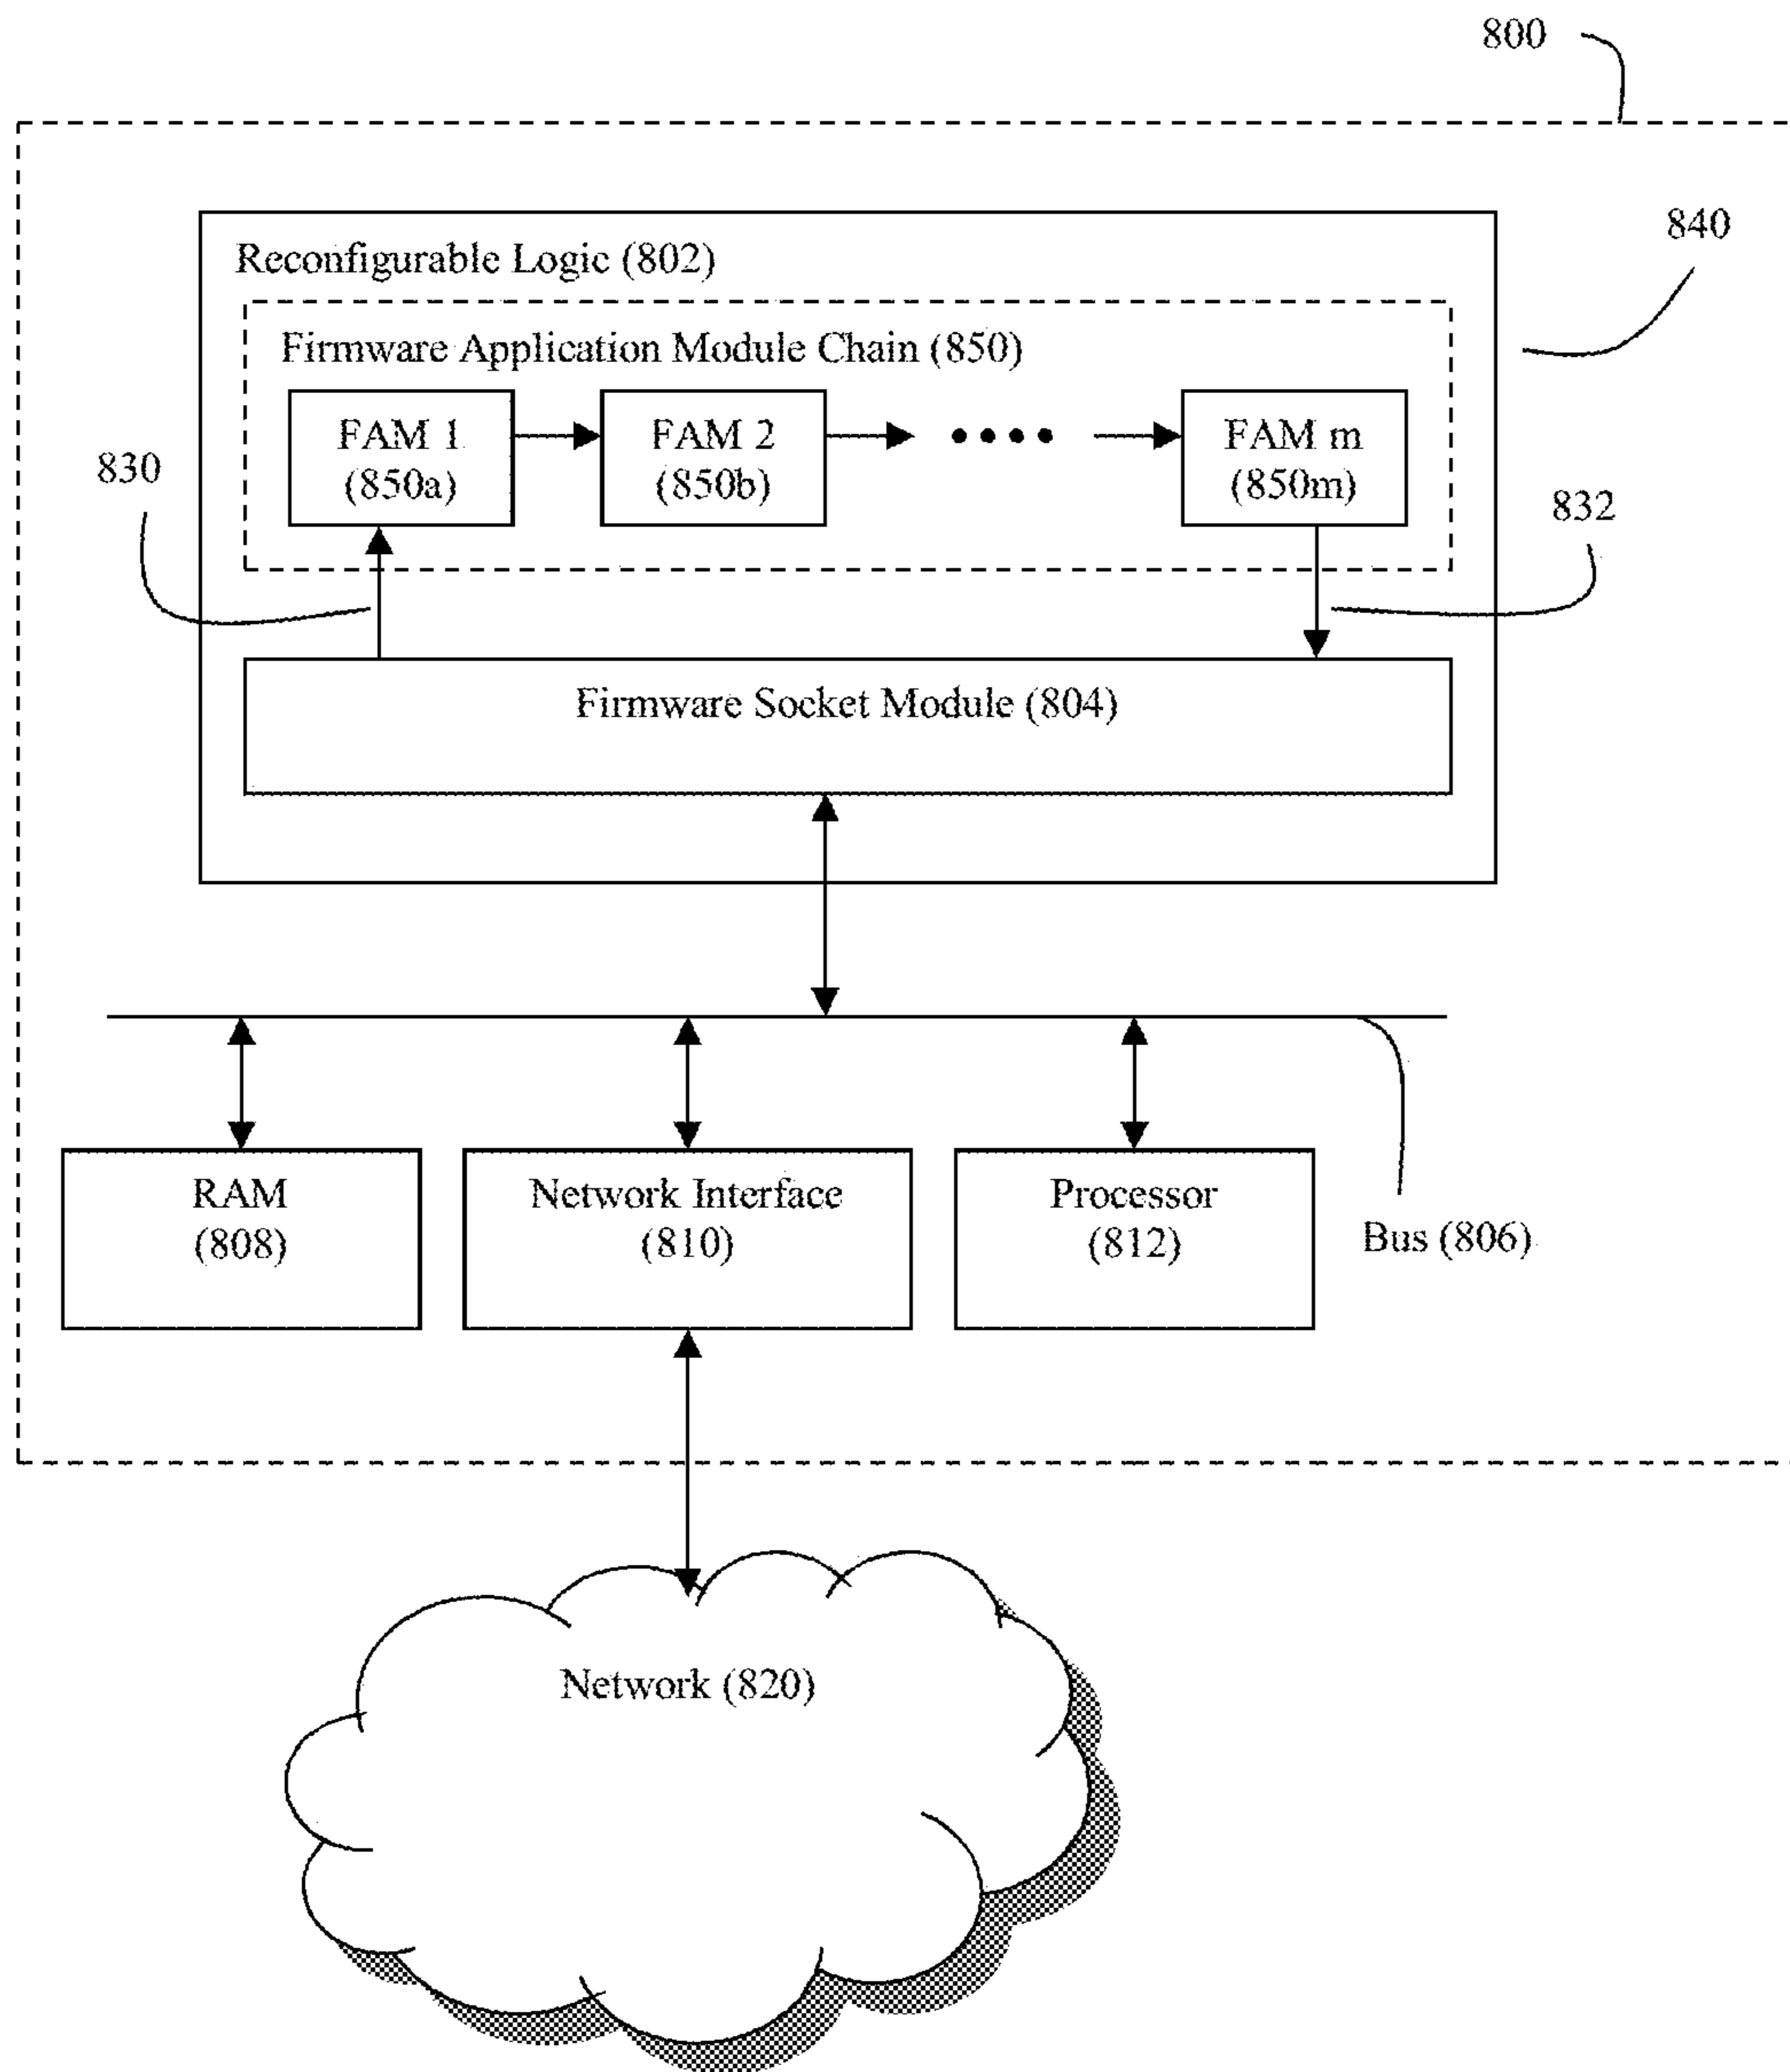 800
840
Reconfigurable Logic (802)
Firmware Application Module Chain (850)
FAM 1
(850a)
FAM 2
(850b)
FAM m
(850m)
830
832
Firmware Socket Module (804)
RAM
(808)
Network Interface
(810)
Processor
(812)
Bus (806)
Network (820)